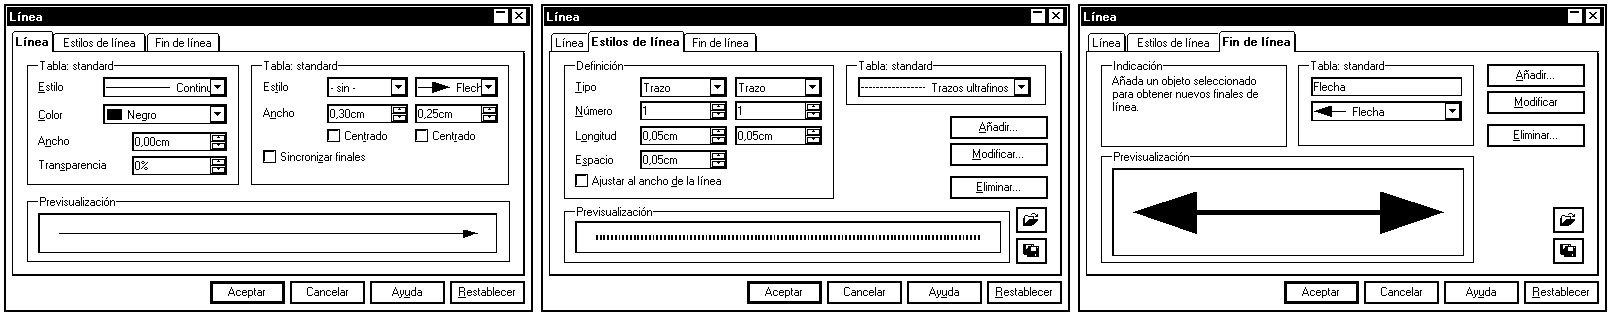 Línea
Línea Estilos de línea Fin de línea
Tabla: standard
Estilo Continu
Color Negro
Ancho 0,00cm
Transparencia 0%
Tabla: standard
Estilo - sin - Flech
Ancho 0,30cm 0,25cm
Centrado Centrado
Sincronizar finales
Previsualización
Aceptar Cancelar Ayuda Restablecer
Línea
Línea Estilos de línea Fin de línea
Definición
Tipo Trazo Trazo
Número 1 1
Longitud 0,05cm 0,05cm
Espacio 0,05cm
Ajustar al ancho de la línea
Tabla: standard
Trazos ultrafinos
Añadir...
Modificar...
Eliminar...
Previsualización
Aceptar Cancelar Ayuda Restablecer
Línea
Línea Estilos de línea Fin de línea
Indicación
Añada un objeto seleccionado
para obtener nuevos finales de
línea.
Tabla: standard
Flecha
Flecha
Añadir...
Modificar
Eliminar...
Previsualización
Aceptar Cancelar Ayuda Restablecer